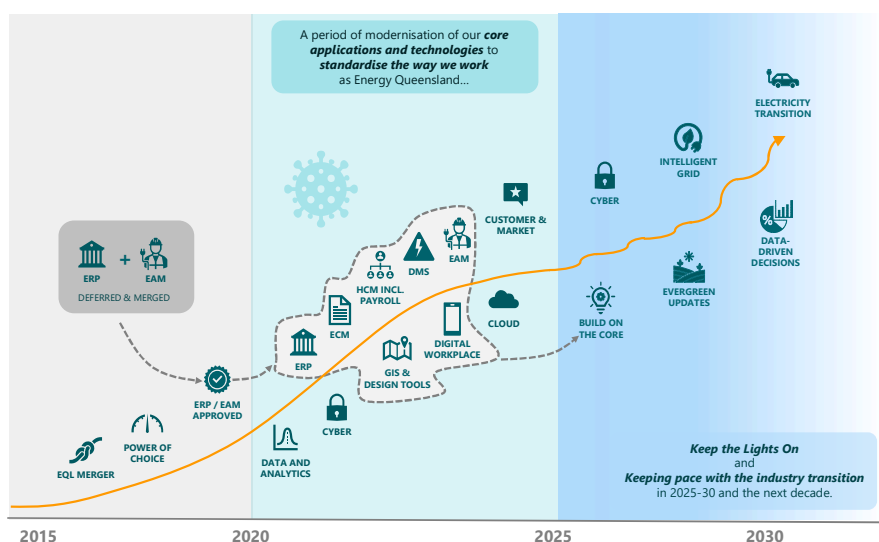 A period of modernisation of our core
applications and technologies to
standardise the way we work
as Energy Queensland...
ELECTRICITY
TRANSITION
INTELLIGENT
GRID
CYBER
CUSTOMER &
MARKET
DATA-
DRIVEN
DECISIONS
ERP
+
EAM
DEFERRED & MERGED
EAM
DMS
HCM INCL.
PAYROLL
ECM
ERP
DIGITAL
WORKPLACE
GIS &
DESIGN TOOLS
CLOUD
BUILD ON
THE CORE
EVERGREEN
UPDATES
%
ERP / EAM
APPROVED
POWER OF
CHOICE
EQL MERGER
CYBER
DATA AND
ANALYTICS
Keep the Lights On
and
Keeping pace with the industry transition
in 2025-30 and the next decade.
2015
2020
2025
2030